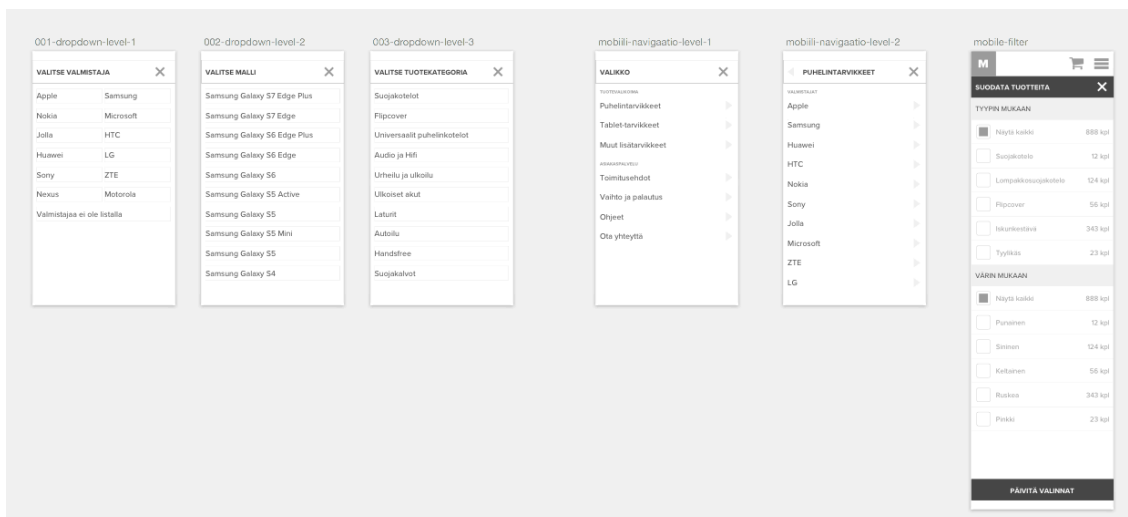 001-dropdown-level-1
VALITSE VALMISTAJA
Apple Samsung
Nokia Microsoft
Jolla HTC
Huawei LG
Sony ZTE
Nexus Motorola
Valmistajaa ei ole listalla
002-dropdown-level-2
VALITSE MALLI
Samsung Galaxy S7 Edge Plus
Samsung Galaxy S7 Edge
Samsung Galaxy S6 Edge Plus
Samsung Galaxy S6 Edge
Samsung Galaxy S6
Samsung Galaxy S5 Active
Samsung Galaxy S5
Samsung Galaxy S5 Mini
Samsung Galaxy S5
Samsung Galaxy S4
003-dropdown-level-3
VALITSE TUOTEKATEGORIA
Suojakotelot
Flipcover
Universaalit puhelinkotelot
Audio ja Hifi
Urheilu ja ulkoilu
Ulkoiset akut
Laturit
Autoilu
Handsfree
Suojakalvot
mobiili-navigaatio-level-1
VALIKKO
TUOTEVALIKOIMA
Puhelintarvikkeet
Tablet-tarvikkeet
Muut lisätarvikkeet
ASIAKASPALVELU
Toimitusehdot
Vaihto ja palautus
Ohjeet
Ota yhteyttä
mobiili-navigaatio-level-2
PUHELINTARVIKKEET
VALMISTAJAT
Apple
Samsung
Huawei
HTC
Nokia
Sony
Jolla
Microsoft
ZTE
LG
mobile-filter
M
SUODATA TUOTTEITA
TYYPIN MUKAAN
Näytä kaikki 888 kpl
Suojakotelo 12 kpl
Lompakkosuojakotelo 124 kpl
Flipcover 56 kpl
Iskunkestävä 343 kpl
Tyylikäs 23 kpl
VÄRIN MUKAAN
Näytä kaikki 888 kpl
Punainen 12 kpl
Sininen 124 kpl
Keltainen 56 kpl
Ruskea 343 kpl
Pinkki 23 kpl
PÄIVITÄ VALINNAT